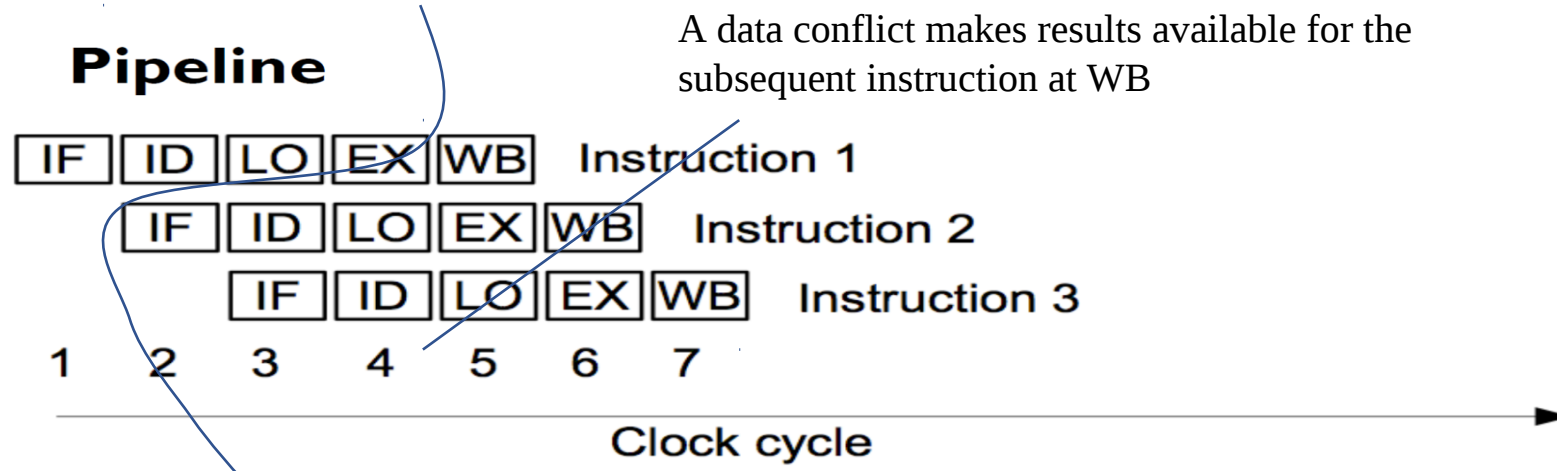 Pipeline
A data conflict makes results available for the
subsequent instruction at WB
IF ID LO EX WB Instruction 1
IF ID LO EX WB Instruction 2
IF ID LO EX WB Instruction 3
1 2 3 4 5 6 7
Clock cycle